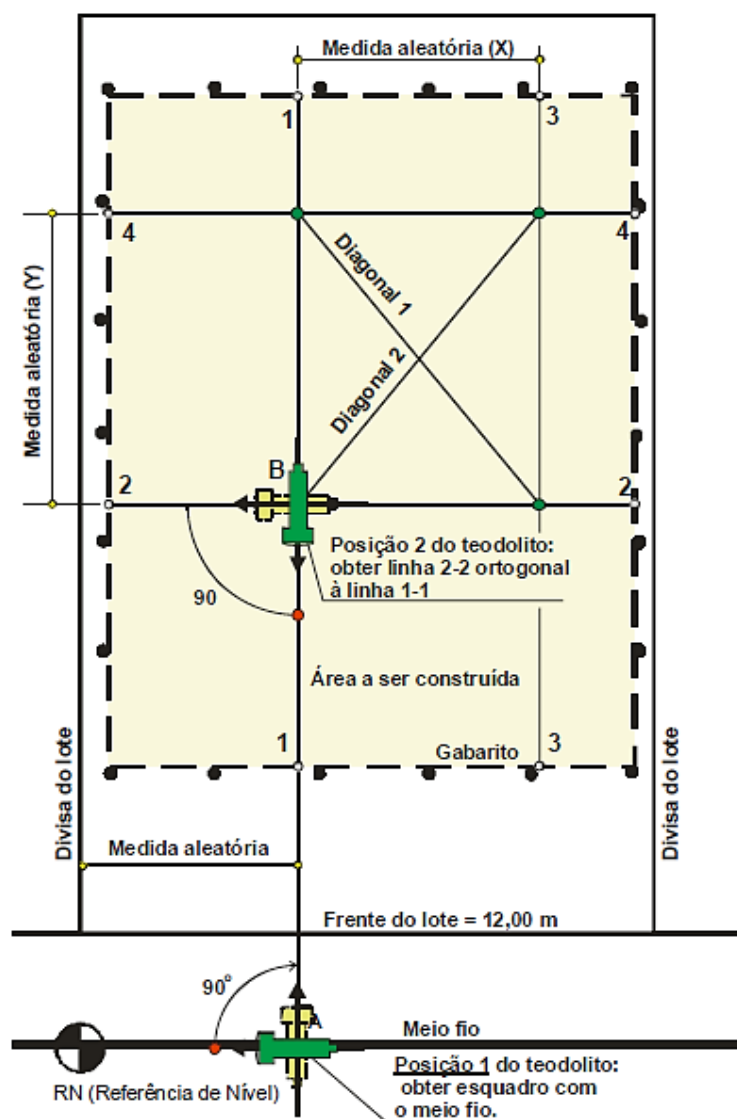 Medida aleatória (X)
1
3
4
4
Diagonal 1
Medida aleatória (Y)
Diagonal 2
B
2
2
Posição 2 do teodolito:
obter linha 2-2 ortogonal
à linha 1-1
90
Área a ser construída
1
Gabarito
3
Divisa do lote
Divisa do lote
Medida aleatória
Frente do lote = 12,00 m
90°
A
Meio fio
RN (Referência de Nível)
Posição 1 do teodolito:
obter esquadro com
o meio fio.